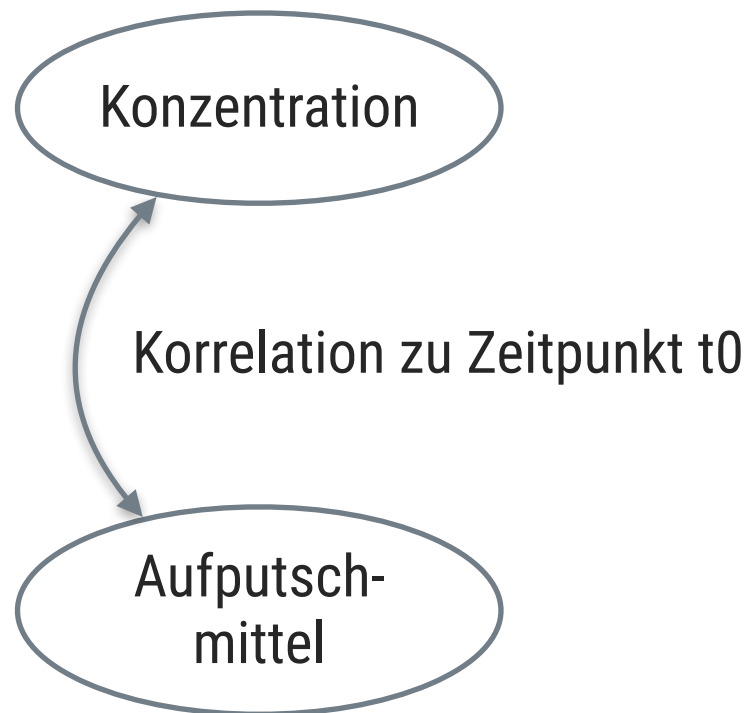 Konzentration
Korrelation zu Zeitpunkt t0
Aufputsch-
mittel